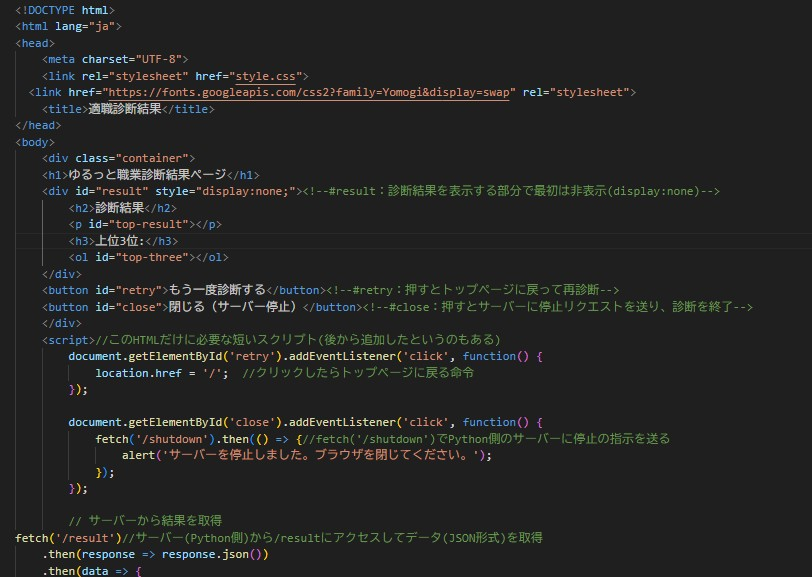 <!DOCTYPE html>
<html lang="ja">
<head>
<meta charset="UTF-8">
<link rel="stylesheet" href="style.css">
<link href="https://fonts.googleapis.com/css2?family=Yomogi&display=swap" rel="stylesheet">
<title>適職診断結果</title>
</head>
<body>
<div class="container">
<h1>ゆるっと職業診断結果ページ</h1>
<div id="result" style="display:none;"><!--#result：診断結果を表示する部分で最初は非表示(display:none)-->
<h2>診断結果</h2>
<p id="top-result"></p>
<h3>上位3位:</h3>
<ol id="top-three"></ol>
</div>
<button id="retry">もう一度診断する</button><!--#retry：押すとトップページに戻って再診断-->
<button id="close">閉じる（サーバー停止）</button><!--#close：押すとサーバーに停止リクエストを送り、診断を終了-->
</div>
<script>//このHTMLだけに必要な短いスクリプト(後から追加したというのもある)
document.getElementById('retry').addEventListener('click', function() {
location.href = '/';  //クリックしたらトップページに戻る命令
});
document.getElementById('close').addEventListener('click', function() {
fetch('/shutdown').then(() => {//fetch('/shutdown')でPython側のサーバーに停止の指示を送る
alert('サーバーを停止しました。ブラウザを閉じてください。');
});
});
// サーバーから結果を取得
fetch('/result')//サーバー(Python側)から/resultにアクセスしてデータ(JSON形式)を取得
.then(response => response.json())
.then(data => {